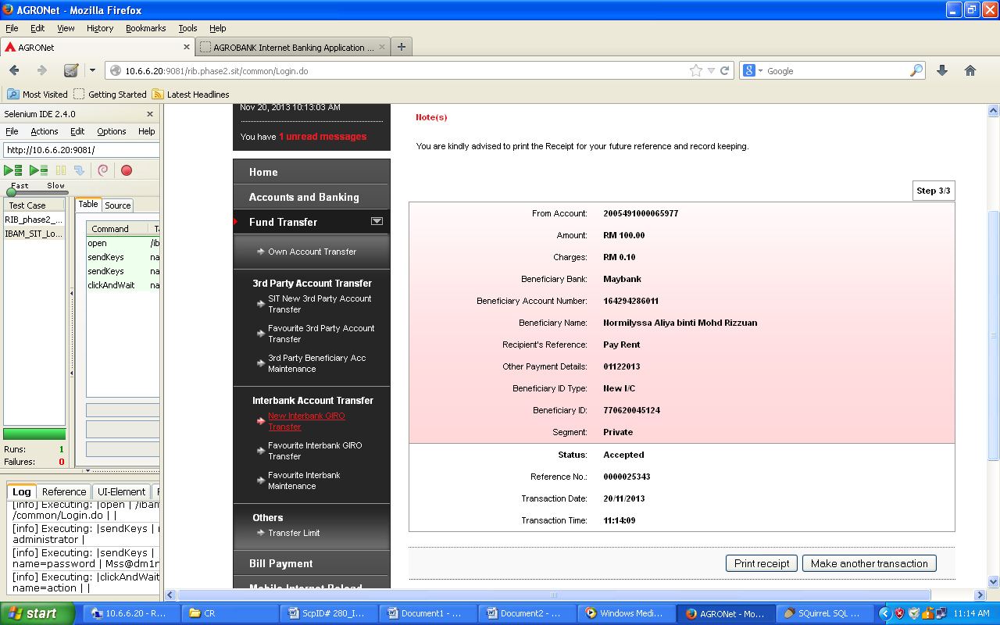 AGRONet - Mozilla Firefox
File Edit View History Bookmarks Tools Help
AGRONet
AGROBANK Internet Banking Application ...
10.6.6.20:9081/rib.phase2.sit/common/Login.do
Google
Most Visited Getting Started Latest Headlines
Selenium IDE 2.4.0
File Actions Edit Options Help
http://10.6.6.20:9081/
Fast Slow
Test Case
RIB_phase2_...
IBAM_SIT_Lo...
Table Source
Command
open /ib
sendKeys na
sendKeys na
clickAndWait na
Runs: 1
Failures: 0
Log Reference UI-Element
[info] Executing: |open | /ibam
/common/Login.do | |
[info] Executing: |sendKeys |
administrator |
[info] Executing: |sendKeys |
name=password | Mss@dm1n
[info] Executing: |clickAndWait
name=action | |
Nov 20, 2013 10:13:03 AM
You have 1 unread messages
Home
Accounts and Banking
Fund Transfer
Own Account Transfer
3rd Party Account Transfer
SIT New 3rd Party Account
Transfer
Favourite 3rd Party Account
Transfer
3rd Party Beneficiary Acc
Maintenance
Interbank Account Transfer
New Interbank GIRO
Transfer
Favourite Interbank GIRO
Transfer
Favourite Interbank
Maintenance
Others
Transfer Limit
Bill Payment
Mobile Internet Reload
Note(s)
You are kindly advised to print the Receipt for your future reference and record keeping.
Step 3/3
From Account: 2005491000065977
Amount: RM 100.00
Charges: RM 0.10
Beneficiary Bank: Maybank
Beneficiary Account Number: 164294286011
Beneficiary Name: Normilyssa Aliya binti Mohd Rizzuan
Recipient's Reference: Pay Rent
Other Payment Details: 01122013
Beneficiary ID Type: New I/C
Beneficiary ID: 770620045124
Segment: Private
Status: Accepted
Reference No.: 0000025343
Transaction Date: 20/11/2013
Transaction Time: 11:14:09
Print receipt Make another transaction
start
10.6.6.20 - R...
CR
ScpID# 280_I...
Document1 - ...
Document2 - ...
Windows Medi...
AGRONet - Mo...
SQuirreL SQL ...
11:14 AM